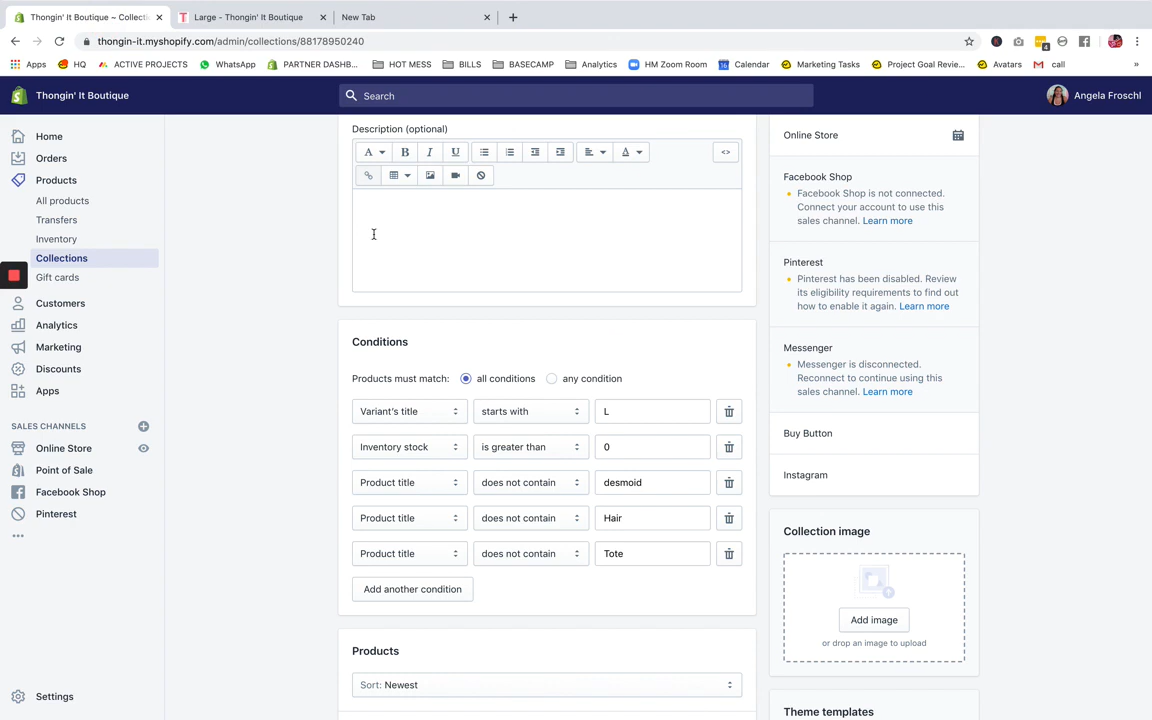 Thongin' It Boutique ~ Collecti
Large - Thongin' It Boutique
New Tab
thongin-it.myshopify.com/admin/collections/88178950240
4
Apps
HQ
ACTIVE PROJECTS
WhatsApp
PARTNER DASHB...
HOT MESS
BILLS
BASECAMP
Analytics
HM Zoom Room
Calendar
Marketing Tasks
Project Goal Revie...
Avatars
call
»
Thongin' It Boutique
Search
Angela Froschl
Home
Orders
Products
All products
Transfers
Inventory
Collections
Gift cards
Customers
Analytics
Marketing
Discounts
Apps
SALES CHANNELS
Online Store
Point of Sale
Facebook Shop
Pinterest
Settings
Description (optional)
A
B
I
U
A
<>
Conditions
Products must match:
all conditions
any condition
Variant's title
starts with
L
Inventory stock
is greater than
0
Product title
does not contain
desmoid
Product title
does not contain
Hair
Product title
does not contain
Tote
Add another condition
Products
Sort: Newest
Online Store
Facebook Shop
Facebook Shop is not connected.
Connect your account to use this
sales channel. Learn more
Pinterest
Pinterest has been disabled. Review
its eligibility requirements to find out
how to enable it again. Learn more
Messenger
Messenger is disconnected.
Reconnect to continue using this
sales channel. Learn more
Buy Button
Instagram
Collection image
Add image
or drop an image to upload
Theme templates